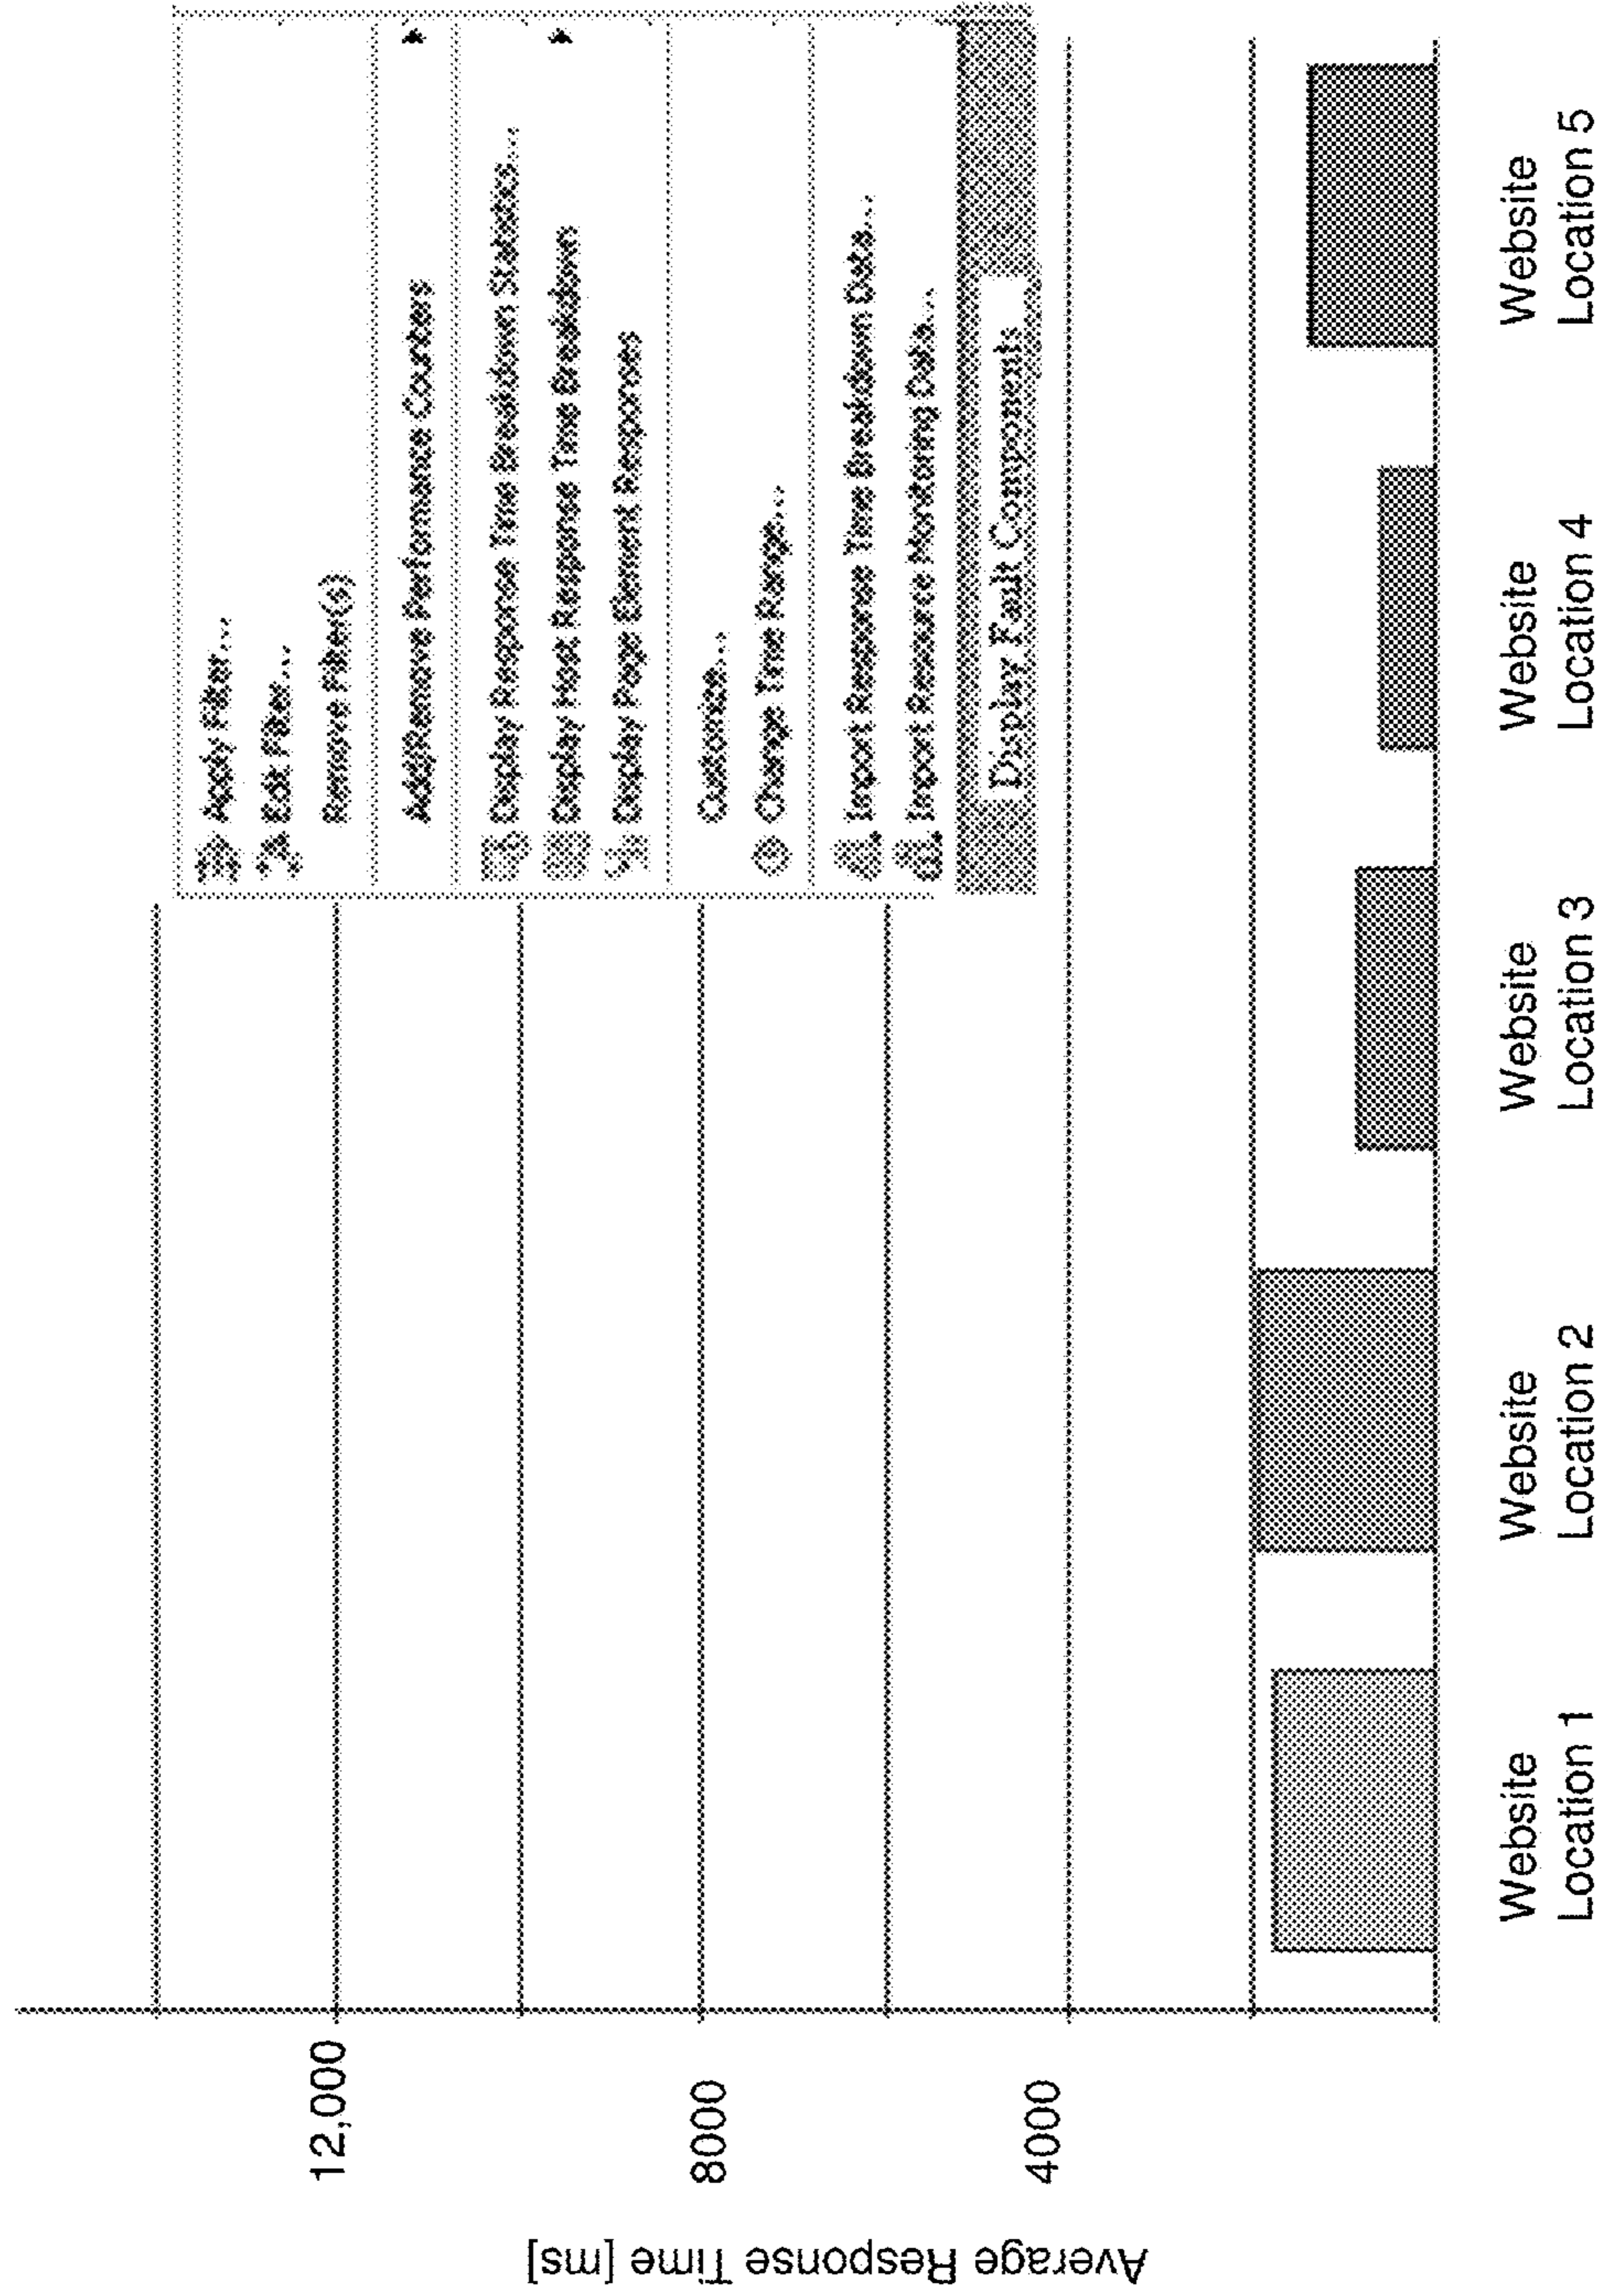 Average Response Time [ms]
12,000
8000
4000
Apply Filter...
Edit Filter...
Remove Filter(s)
Add/Remove Performance Counters
Display Response Time Breakdown Statistics...
Display Host Response Time Breakdown
Display Page Element Responses
Customize...
Change Time Range...
Import Response Time Breakdown Data...
Import Resource Monitoring Data...
Display Fault Components
Website
Location 1
Website
Location 2
Website
Location 3
Website
Location 4
Website
Location 5